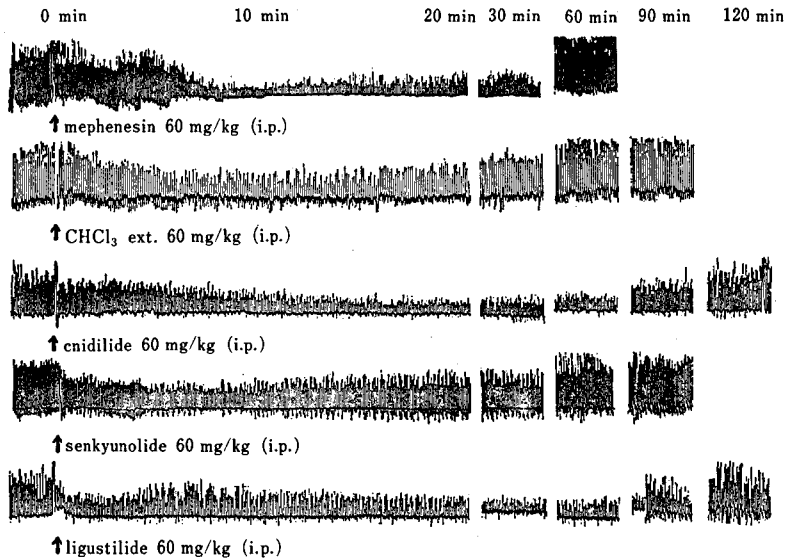 0 min 10 min 20 min 30 min 60 min 90 min 120 min
↑ mephenesin 60 mg/kg (i.p.)
↑ CHCl₃ ext. 60 mg/kg (i.p.)
↑ cnidilide 60 mg/kg (i.p.)
↑ senkyunolide 60 mg/kg (i.p.)
↑ ligustilide 60 mg/kg (i.p.)